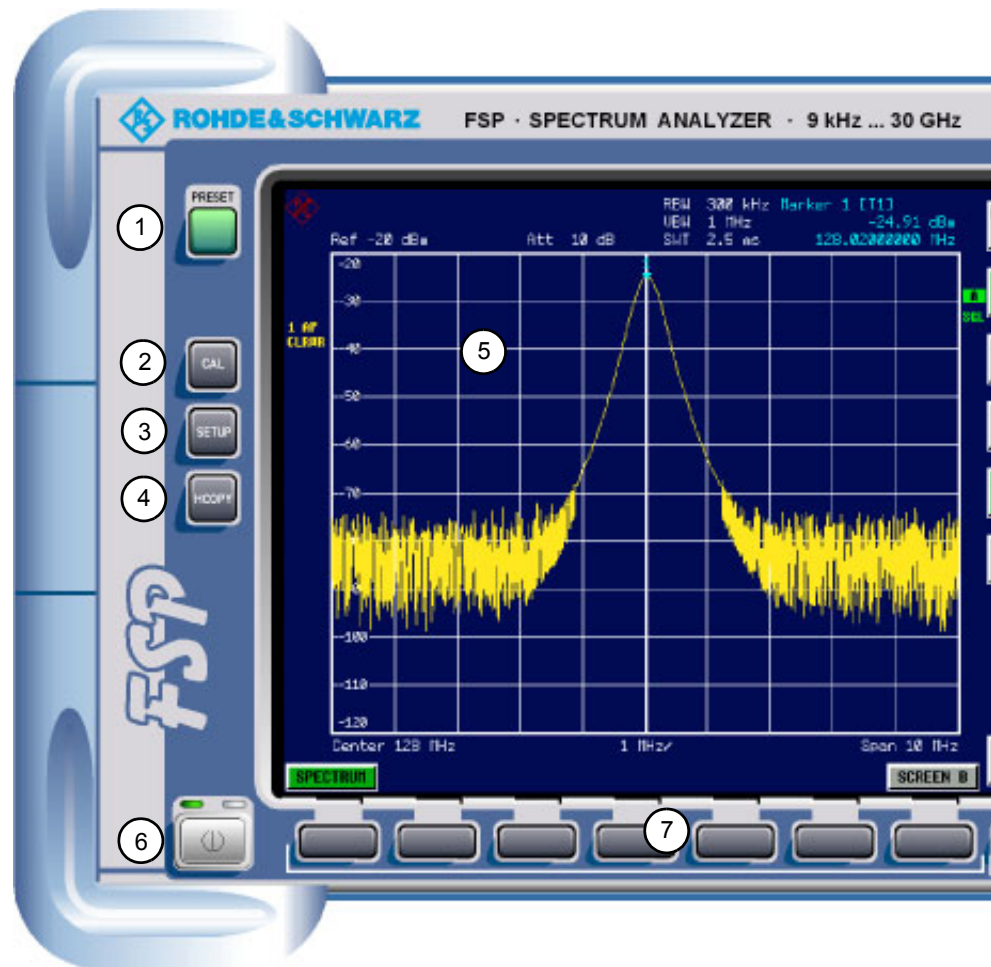 ROHDE&SCHWARZ FSP · SPECTRUM ANALYZER · 9 kHz ... 30 GHz
PRESET
1
RBW 300 kHz Marker 1 [T1]
VBW 1 MHz -24.91 dBm
Ref -20 dBm Att 10 dB SWT 2.5 ms 128.02000000 MHz
-20
A
-30
SGL
1 AP
CLRWR
-40
5
2
CAL
-50
3
SETUP
-60
4
HCOPY
-70
-100
-110
-120
FSP
Center 128 MHz 1 MHz/ Span 10 MHz
SPECTRUM SCREEN B
6
7